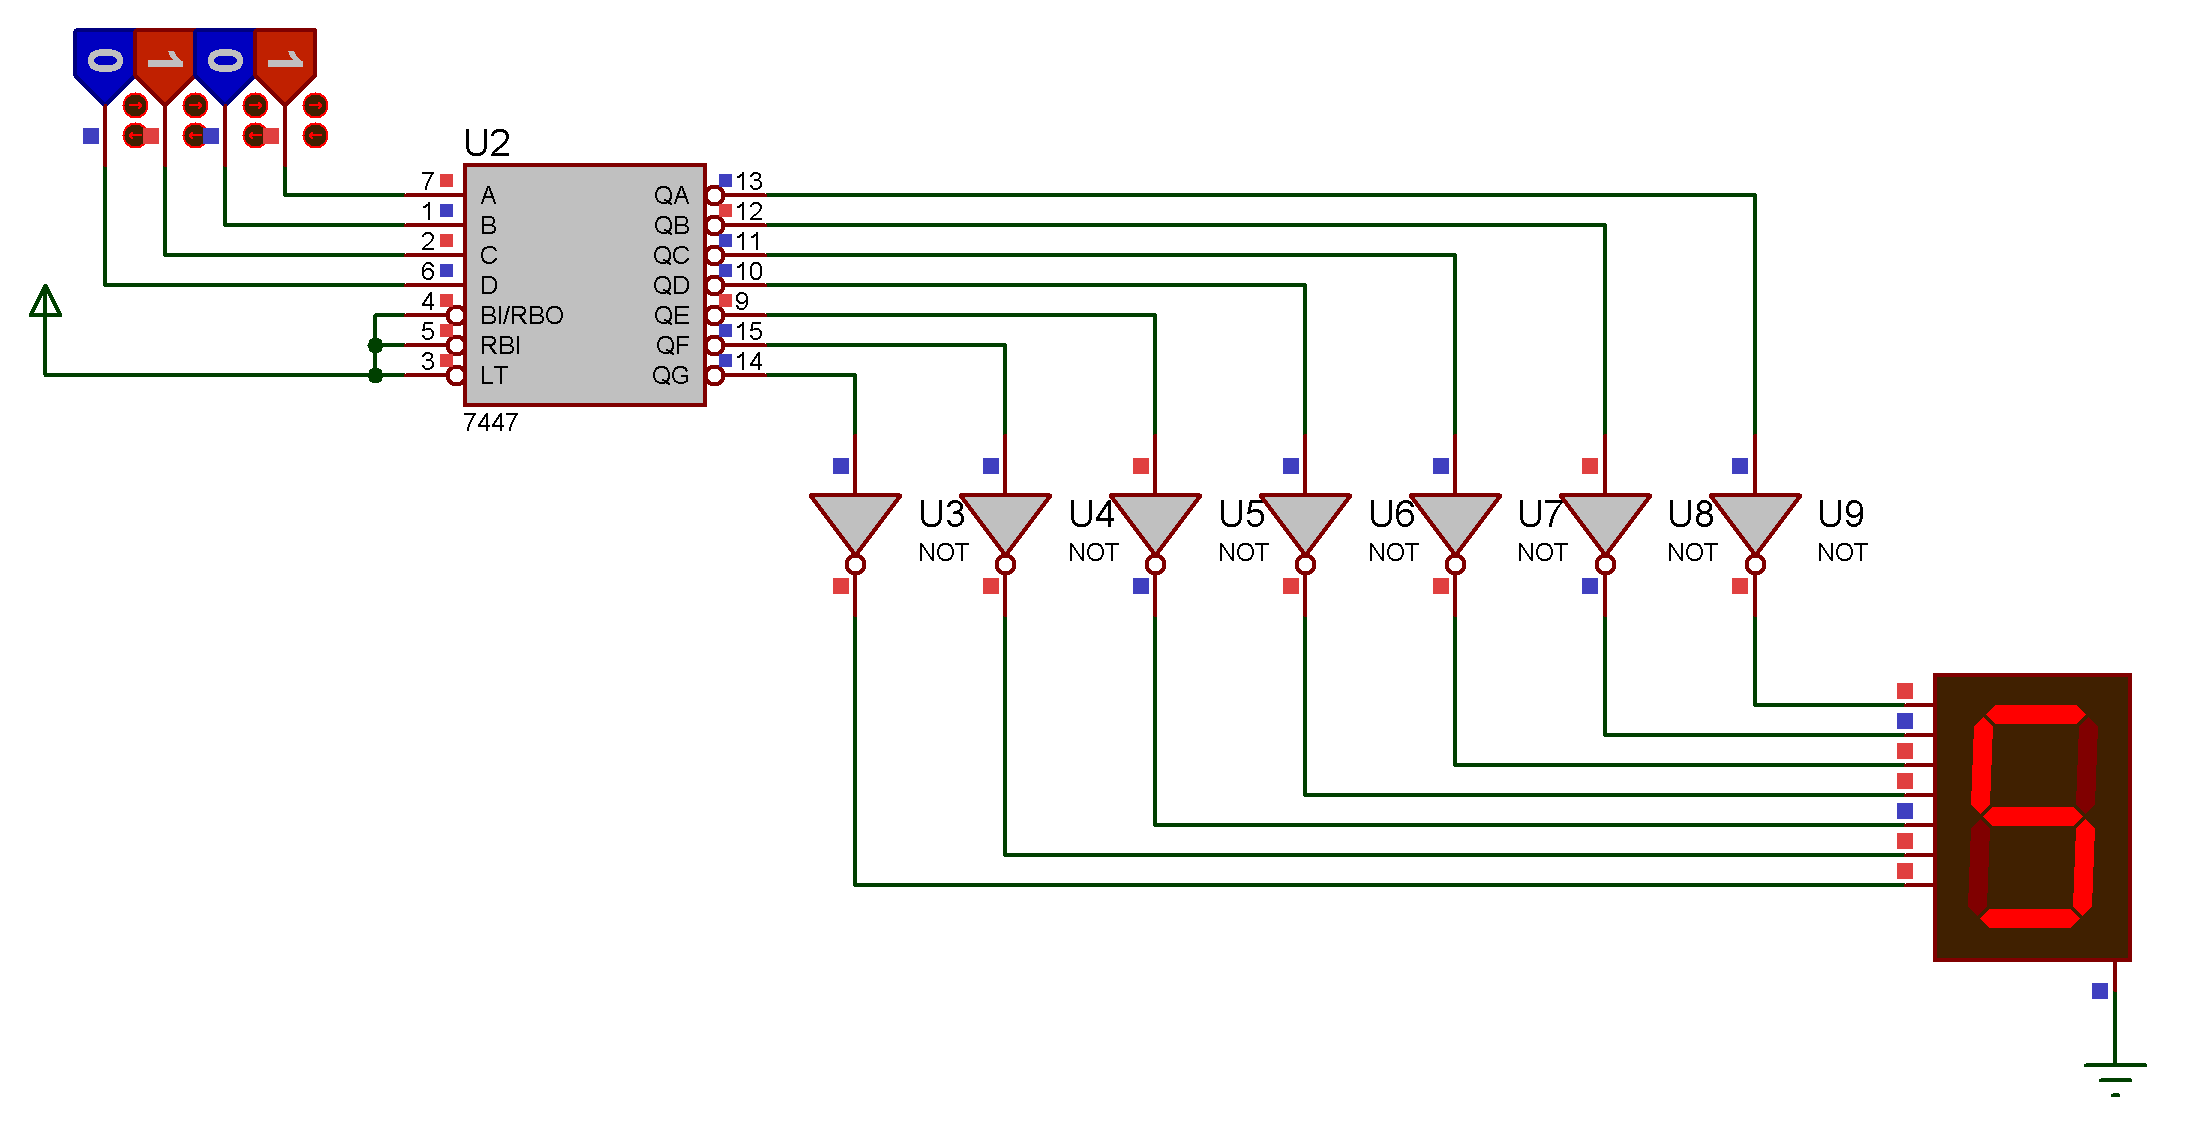 0 1 0 1
U2
7 A QA 13
1 B QB 12
2 C QC 11
6 D QD 10
4 BI/RBO QE 9
5 RBI QF 15
3 LT QG 14
7447
U3 U4 U5 U6 U7 U8 U9
NOT NOT NOT NOT NOT NOT NOT
5